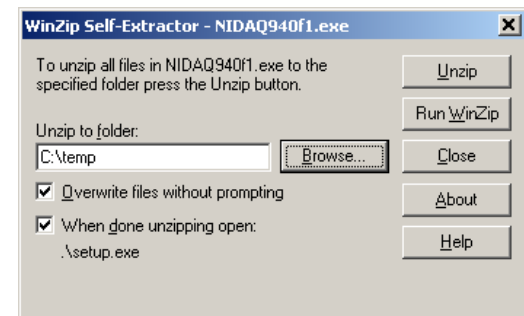 WinZip Self-Extractor - NIDAQ940f1.exe
To unzip all files in NIDAQ940f1.exe to the
specified folder press the Unzip button.
Unzip to folder:
C:\temp
Browse...
Overwrite files without prompting
When done unzipping open:
.\setup.exe
Unzip
Run WinZip
Close
About
Help